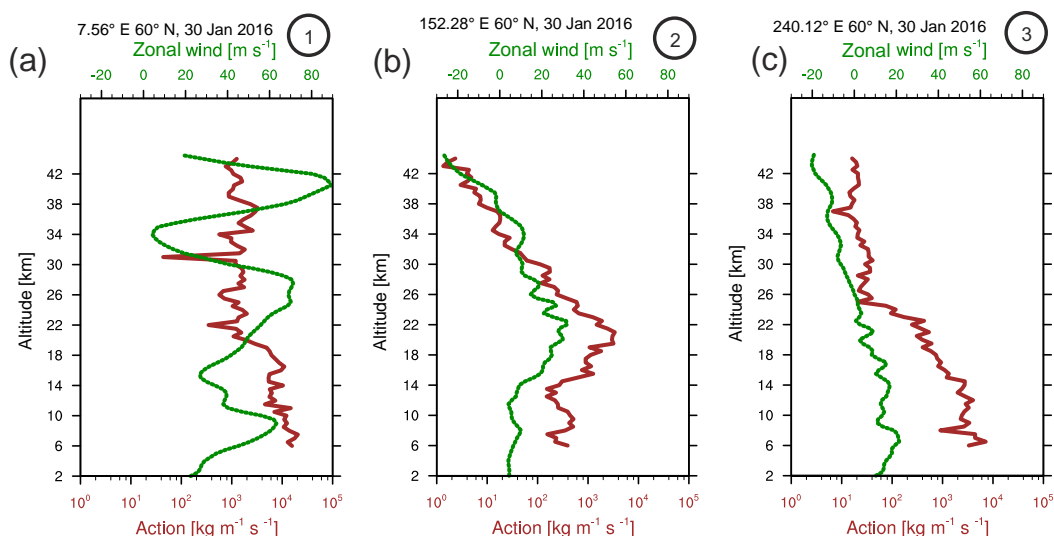 7.56° E 60° N, 30 Jan 2016
1
(a)
Zonal wind [m s⁻¹]
-20 0 20 40 60 80
Altitude [km]
42
38
34
30
26
22
18
14
10
6
2
10⁰ 10¹ 10² 10³ 10⁴ 10⁵
Action [kg m⁻¹ s⁻¹]
152.28° E 60° N, 30 Jan 2016
2
(b)
Zonal wind [m s⁻¹]
-20 0 20 40 60 80
Altitude [km]
42
38
34
30
26
22
18
14
10
6
2
10⁰ 10¹ 10² 10³ 10⁴ 10⁵
Action [kg m⁻¹ s⁻¹]
240.12° E 60° N, 30 Jan 2016
3
(c)
Zonal wind [m s⁻¹]
-20 0 20 40 60 80
Altitude [km]
42
38
34
30
26
22
18
14
10
6
2
10⁰ 10¹ 10² 10³ 10⁴ 10⁵
Action [kg m⁻¹ s⁻¹]